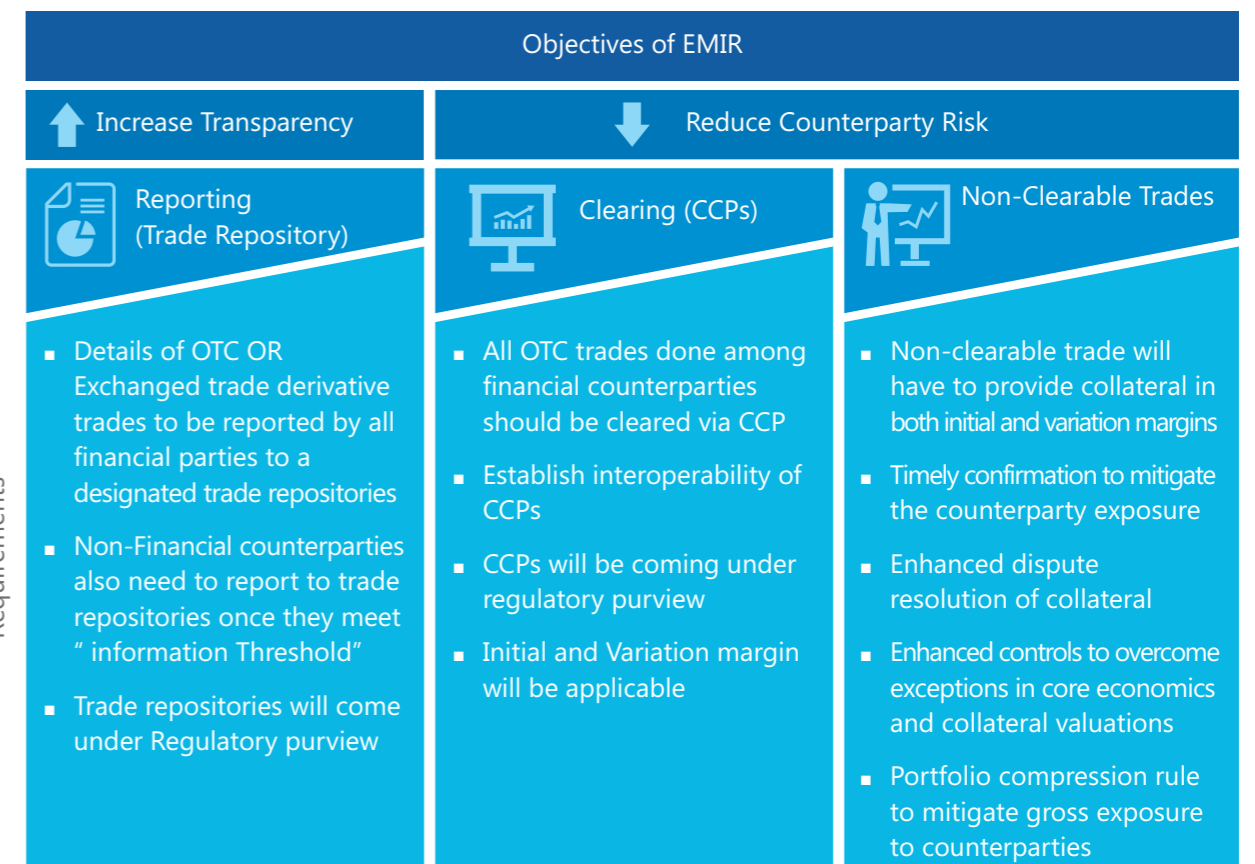 Objectives of EMIR
Increase Transparency
Reduce Counterparty Risk
Reporting
(Trade Repository)
■ Details of OTC OR
Exchanged trade derivative
trades to be reported by all
financial parties to a
designated trade repositories
■ Non-Financial counterparties
also need to report to trade
repositories once they meet
“ information Threshold”
■ Trade repositories will come
under Regulatory purview
Clearing (CCPs)
■ All OTC trades done among
financial counterparties
should be cleared via CCP
■ Establish interoperability of
CCPs
■ CCPs will be coming under
regulatory purview
■ Initial and Variation margin
will be applicable
Non-Clearable Trades
■ Non-clearable trade will
have to provide collateral in
both initial and variation margins
■ Timely confirmation to mitigate
the counterparty exposure
■ Enhanced dispute
resolution of collateral
■ Enhanced controls to overcome
exceptions in core economics
and collateral valuations
■ Portfolio compression rule
to mitigate gross exposure
to counterparties